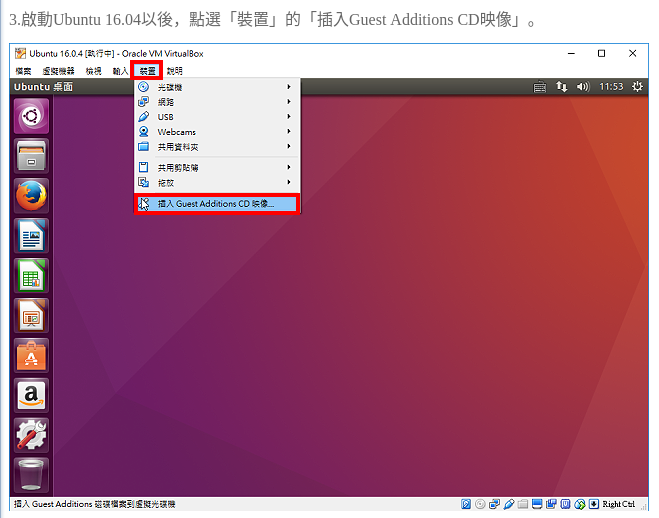 3.啟動Ubuntu 16.04以後，點選「裝置」的「插入Guest Additions CD映像」。
Ubuntu 16.0.4 [執行中] - Oracle VM VirtualBox
檔案 虛擬機器 檢視 輸入 裝置 說明
Ubuntu 桌面 11:53
光碟機
網路
USB
Webcams
共用資料夾
共用剪貼簿
拖放
插入 Guest Additions CD 映像...
插入 Guest Additions 磁碟檔案到虛擬光碟機 Right Ctrl